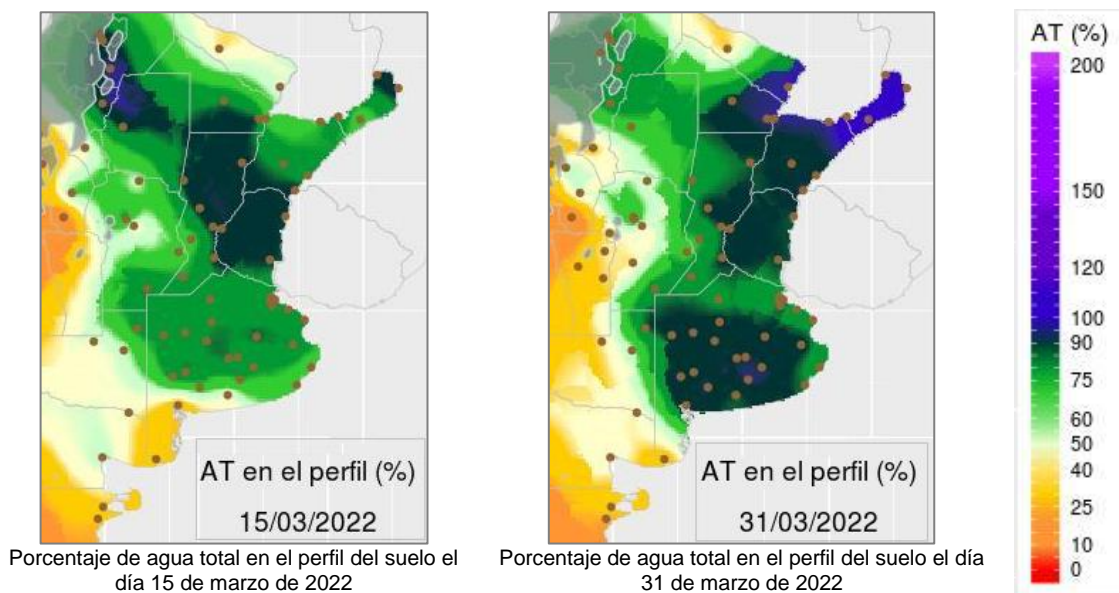 AT en el perfil (%)
15/03/2022
Porcentaje de agua total en el perfil del suelo el
día 15 de marzo de 2022
AT en el perfil (%)
31/03/2022
Porcentaje de agua total en el perfil del suelo el día
31 de marzo de 2022
AT (%)
200
150
120
100
90
75
60
50
40
25
10
0